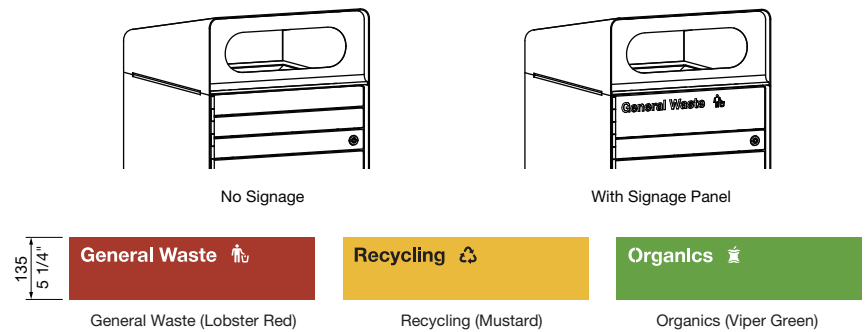 General Waste
No Signage
With Signage Panel
135
5 1/4"
General Waste
Recycling
Organics
General Waste (Lobster Red)
Recycling (Mustard)
Organics (Viper Green)